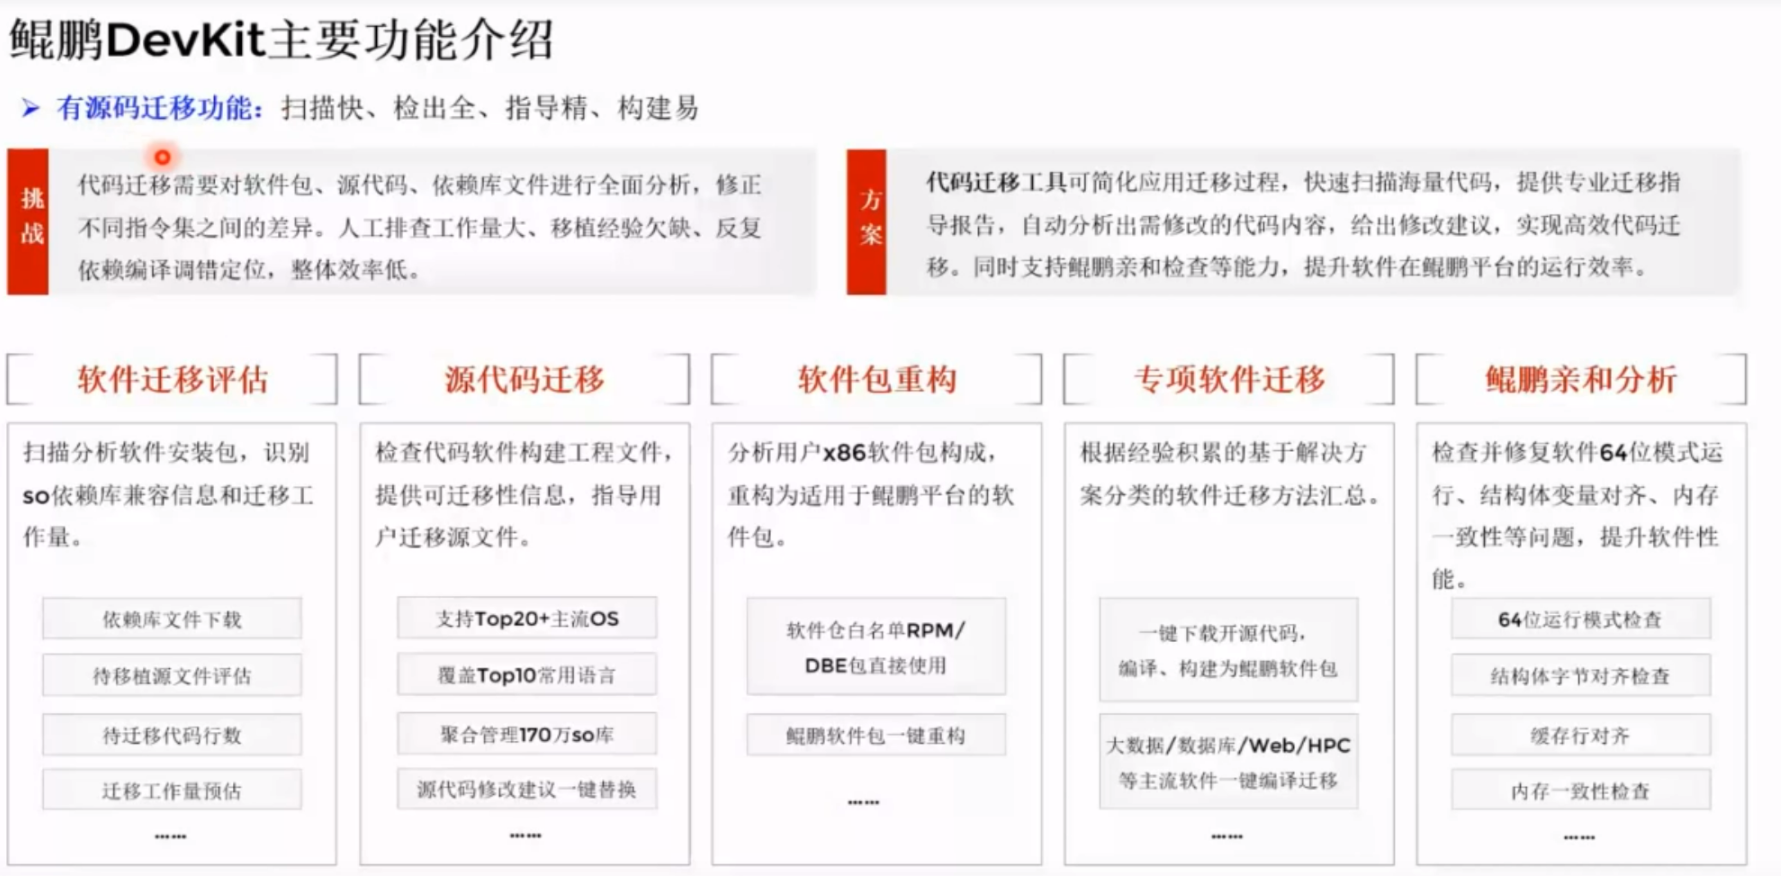 鲲鹏DevKit主要功能介绍
有源码迁移功能：扫描快、检出全、指导精、构建易
挑战
代码迁移需要对软件包、源代码、依赖库文件进行全面分析，修正
不同指令集之间的差异。人工排查工作量大、移植经验欠缺、反复
依赖编译调错定位，整体效率低。
方案
代码迁移工具可简化应用迁移过程，快速扫描海量代码，提供专业迁移指
导报告，自动分析出需修改的代码内容，给出修改建议，实现高效代码迁
移。同时支持鲲鹏亲和检查等能力，提升软件在鲲鹏平台的运行效率。
软件迁移评估
扫描分析软件安装包，识别
so依赖库兼容信息和迁移工
作量。
依赖库文件下载
待移植源文件评估
待迁移代码行数
迁移工作量预估
……
源代码迁移
检查代码软件构建工程文件，
提供可迁移性信息，指导用
户迁移源文件。
支持Top20+主流OS
覆盖Top10常用语言
聚合管理170万so库
源代码修改建议一键替换
……
软件包重构
分析用户x86软件包构成，
重构为适用于鲲鹏平台的软
件包。
软件仓白名单RPM/
DBE包直接使用
鲲鹏软件包一键重构
……
专项软件迁移
根据经验积累的基于解决方
案分类的软件迁移方法汇总。
一键下载开源代码，
编译、构建为鲲鹏软件包
大数据/数据库/Web/HPC
等主流软件一键编译迁移
……
鲲鹏亲和分析
检查并修复软件64位模式运
行、结构体变量对齐、内存
一致性等问题，提升软件性
能。
64位运行模式检查
结构体字节对齐检查
缓存行对齐
内存一致性检查
……